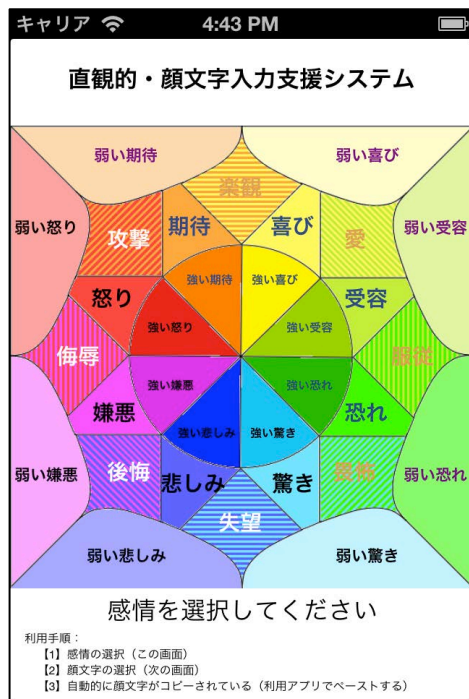 キャリア 4:43 PM
直観的・顔文字入力支援システム
弱い期待 弱い喜び
楽観
弱い怒り 攻撃 期待 喜び 愛 弱い受容
強い期待 強い喜び
怒り 受容
強い怒り 強い受容
侮辱 服従
強い嫌悪 強い恐れ
嫌悪 恐れ
強い悲しみ 強い驚き
弱い嫌悪 後悔 悲しみ 驚き 畏怖 弱い恐れ
失望
弱い悲しみ 弱い驚き
感情を選択してください
利用手順：
【1】感情の選択（この画面）
【2】顔文字の選択（次の画面）
【3】自動的に顔文字がコピーされている（利用アプリでペーストする）